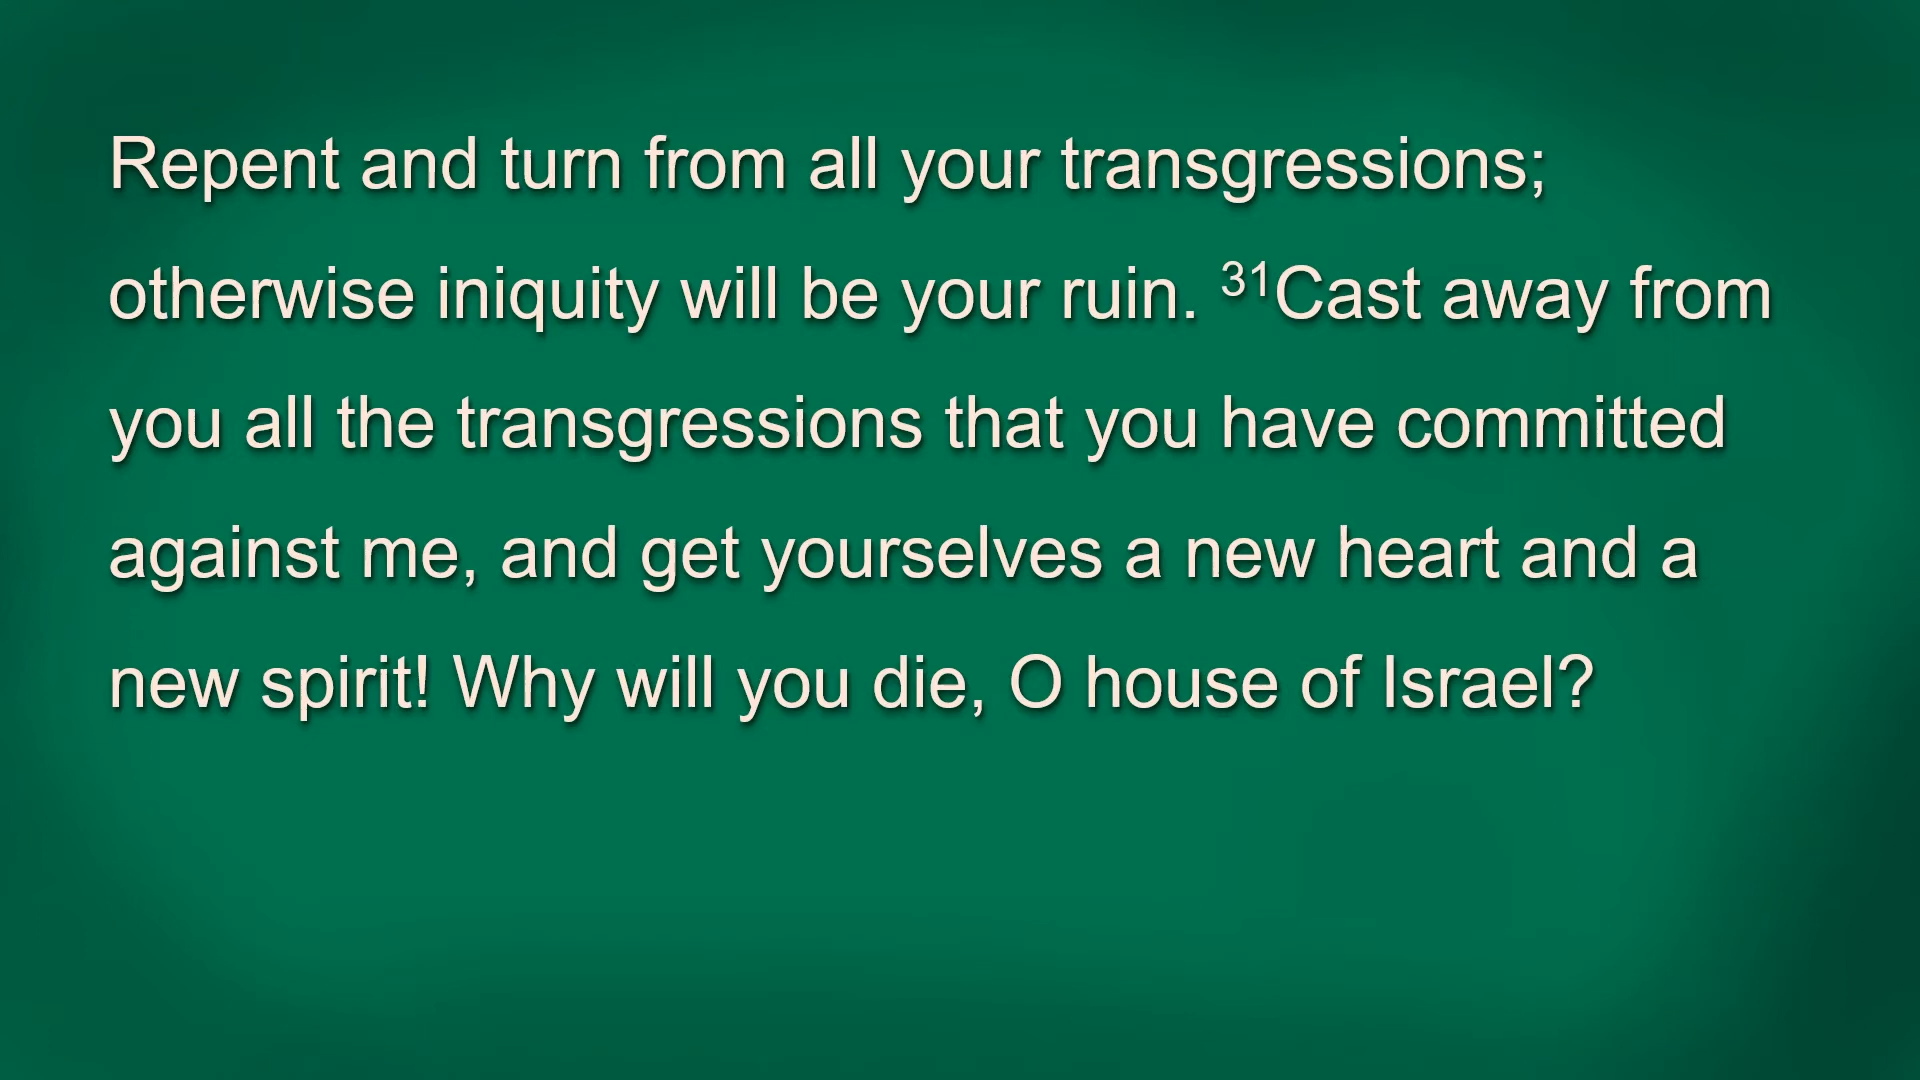 Repent and turn from all your transgressions;
otherwise iniquity will be your ruin. ³¹Cast away from
you all the transgressions that you have committed
against me, and get yourselves a new heart and a
new spirit! Why will you die, O house of Israel?